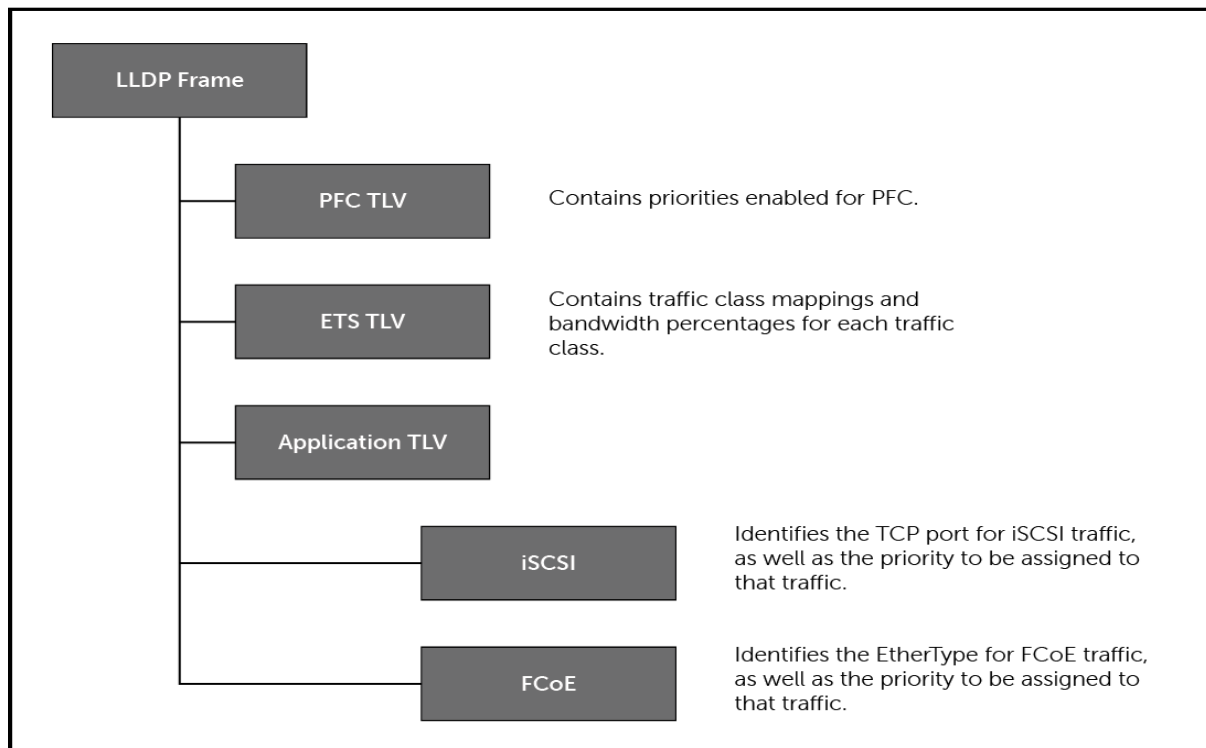 LLDP Frame
PFC TLV
Contains priorities enabled for PFC.
ETS TLV
Contains traffic class mappings and
bandwidth percentages for each traffic
class.
Application TLV
iSCSI
Identifies the TCP port for iSCSI traffic,
as well as the priority to be assigned to
that traffic.
FCoE
Identifies the EtherType for FCoE traffic,
as well as the priority to be assigned to
that traffic.